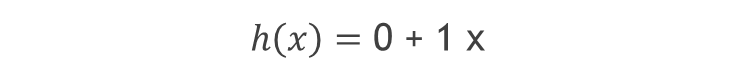 ℎ(𝑥) = 0 + 1 x